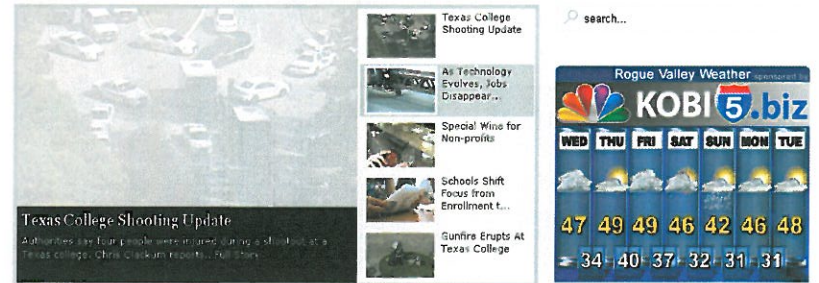 Texas College Shooting Update
Authorities say four people were injured during a shootout at a
Texas college. Chris Clackum reports...Full Story
Texas College
Shooting Update
As Technology
Evolves, Jobs
Disappear...
Special Wine for
Non-profits
Schools Shift
Focus from
Enrollment t...
Gunfire Erupts At
Texas College
search...
Rogue Valley Weather sponsored by
KOBI 5.biz
WED THU FRI SAT SUN MON TUE
47 49 49 46 42 46 48
34 40 37 32 31 31